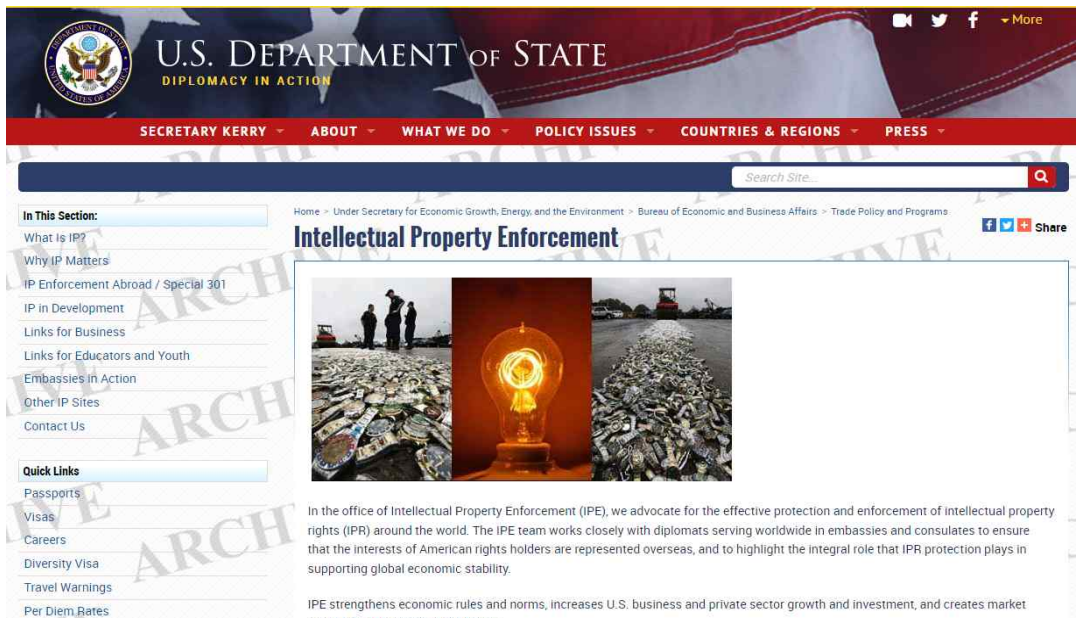 More
U.S. DEPARTMENT OF STATE
DIPLOMACY IN ACTION
SECRETARY KERRY ABOUT WHAT WE DO POLICY ISSUES COUNTRIES & REGIONS PRESS
Search Site...
In This Section:
What Is IP?
Why IP Matters
IP Enforcement Abroad / Special 301
IP in Development
Links for Business
Links for Educators and Youth
Embassies in Action
Other IP Sites
Contact Us
Quick Links
Passports
Visas
Careers
Diversity Visa
Travel Warnings
Per Diem Rates
Home > Under Secretary for Economic Growth, Energy, and the Environment > Bureau of Economic and Business Affairs > Trade Policy and Programs
Intellectual Property Enforcement
Share
In the office of Intellectual Property Enforcement (IPE), we advocate for the effective protection and enforcement of intellectual property
rights (IPR) around the world. The IPE team works closely with diplomats serving worldwide in embassies and consulates to ensure
that the interests of American rights holders are represented overseas, and to highlight the integral role that IPR protection plays in
supporting global economic stability.
IPE strengthens economic rules and norms, increases U.S. business and private sector growth and investment, and creates market
ARCHIVE